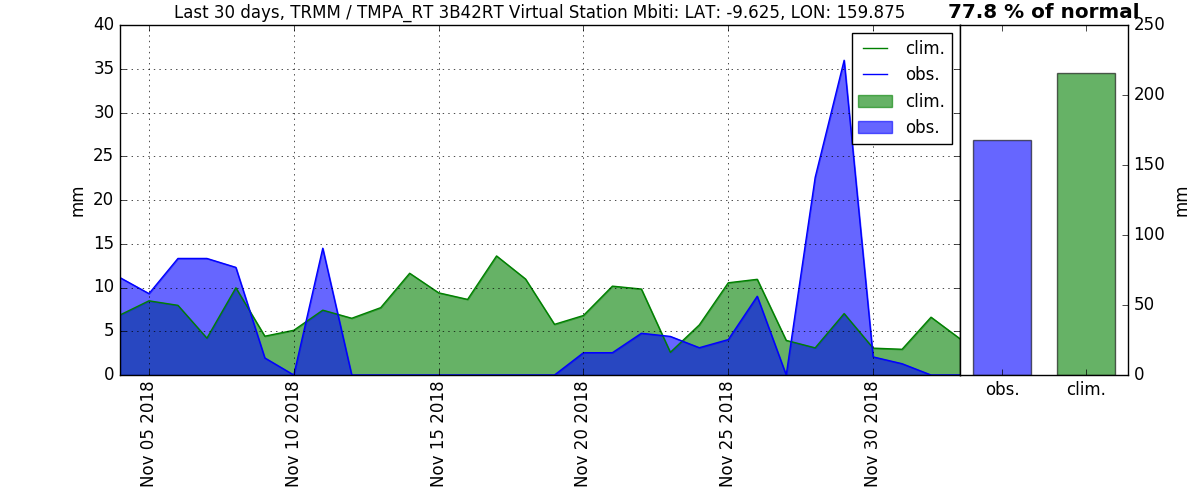 Last 30 days, TRMM / TMPA_RT 3B42RT Virtual Station Mbiti: LAT: -9.625, LON: 159.875
77.8 % of normal
40
35
30
25
20
15
10
5
0
mm
clim.
obs.
clim.
obs.
Nov 05 2018
Nov 10 2018
Nov 15 2018
Nov 20 2018
Nov 25 2018
Nov 30 2018
250
200
150
100
50
0
mm
obs.
clim.